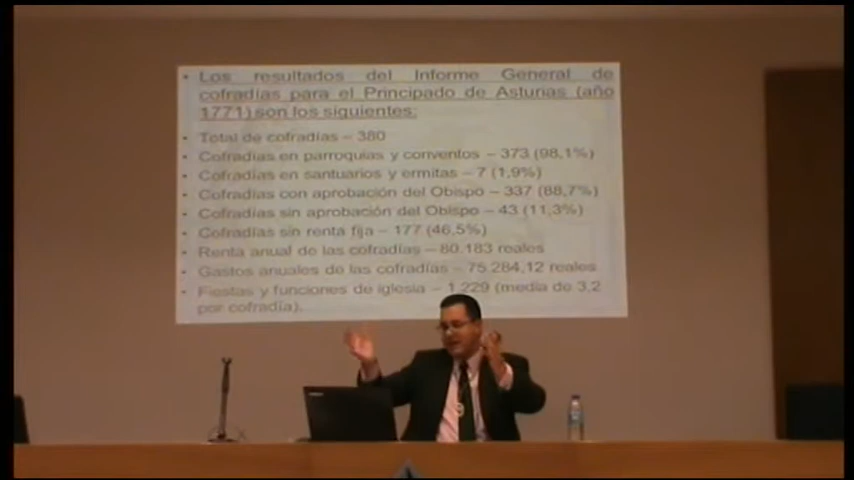 • Los resultados del Informe General de
cofradías para el Principado de Asturias (año
1771) son los siguientes:
• Total de cofradías – 380
• Cofradías en parroquias y conventos – 373 (98,1%)
• Cofradías en santuarios y ermitas – 7 (1,9%)
• Cofradías con aprobación del Obispo – 337 (88,7%)
• Cofradías sin aprobación del Obispo – 43 (11,3%)
• Cofradías sin renta fija – 177 (46,5%)
• Renta anual de las cofradías – 80.183 reales
• Gastos anuales de las cofradías – 75.284,12 reales
• Fiestas y funciones de iglesia – 1.229 (media de 3,2
por cofradía).